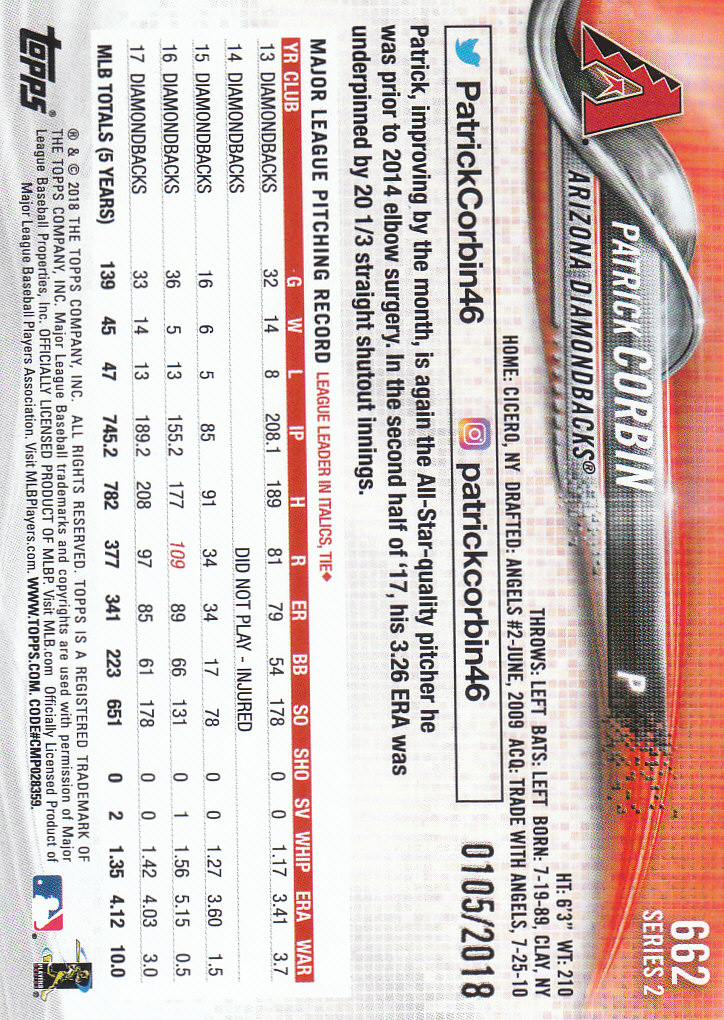 662
SERIES 2
PATRICK CORBIN P
ARIZONA DIAMONDBACKS®
HT: 6'3" WT: 210
THROWS: LEFT BATS: LEFT BORN: 7-19-89, CLAY, NY
HOME: CICERO, NY DRAFTED: ANGELS #2-JUNE, 2009 ACQ: TRADE WITH ANGELS, 7-25-10
PatrickCorbin46 patrickcorbin46
0105/2018
Patrick, improving by the month, is again the All-Star-quality pitcher he
was prior to 2014 elbow surgery. In the second half of '17, his 3.26 ERA was
underpinned by 20 1/3 straight shutout innings.
MAJOR LEAGUE PITCHING RECORD LEAGUE LEADER IN ITALICS, TIE♦
YR CLUB G W L IP H R ER BB SO SHO SV WHIP ERA WAR
13 DIAMONDBACKS 32 14 8 208.1 189 81 79 54 178 0 0 1.17 3.41 3.7
14 DIAMONDBACKS DID NOT PLAY - INJURED
15 DIAMONDBACKS 16 6 5 85 91 34 34 17 78 0 0 1.27 3.60 1.5
16 DIAMONDBACKS 36 5 13 155.2 177 109 89 66 131 0 1 1.56 5.15 0.5
17 DIAMONDBACKS 33 14 13 189.2 208 97 85 61 178 0 0 1.42 4.03 3.0
MLB TOTALS (5 YEARS) 139 45 47 745.2 782 377 341 223 651 0 2 1.35 4.12 10.0
topps®
® & © 2018 THE TOPPS COMPANY, INC. ALL RIGHTS RESERVED. TOPPS IS A REGISTERED TRADEMARK OF
THE TOPPS COMPANY, INC. Major League Baseball trademarks and copyrights are used with permission of Major
League Baseball Properties, Inc. OFFICIALLY LICENSED PRODUCT OF MLBP. Visit MLB.com Officially Licensed Product of
Major League Baseball Players Association. Visit MLBPlayers.com. WWW.TOPPS.COM. CODE#CMP028359.